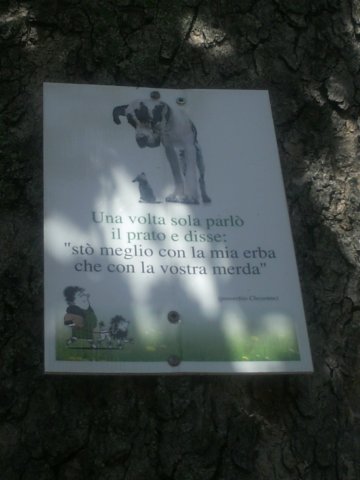 Una volta sola parlò
il prato e disse:
"stò meglio con la mia erba
che con la vostra merda"